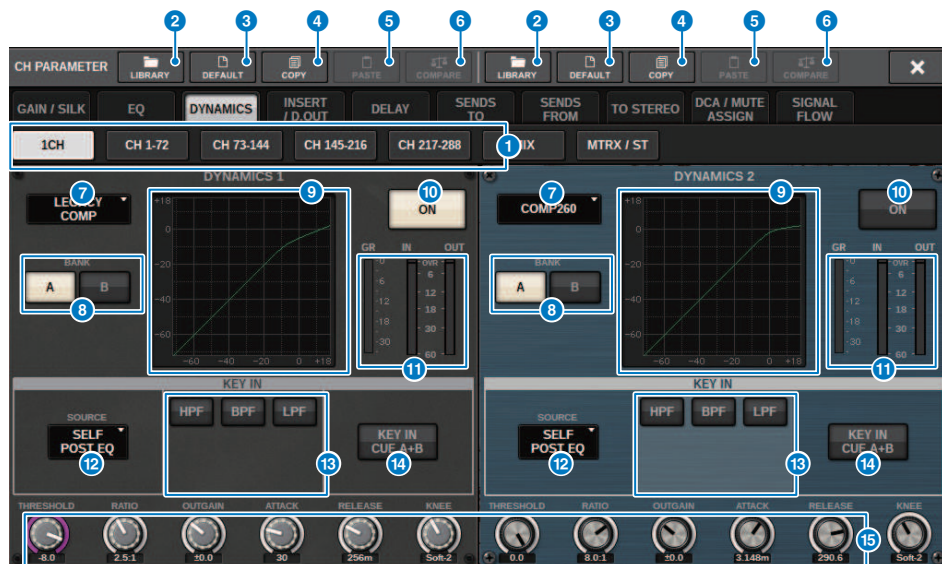 2 3 4 5 6 2 3 4 5 6
CH PARAMETER LIBRARY DEFAULT COPY PASTE COMPARE LIBRARY DEFAULT COPY PASTE COMPARE ×
GAIN / SILK EQ DYNAMICS INSERT / D.OUT DELAY SENDS TO SENDS FROM TO STEREO DCA / MUTE ASSIGN SIGNAL FLOW
1CH CH 1-72 CH 73-144 CH 145-216 CH 217-288 1 MTRX / ST
DYNAMICS 1
7 9 10
LEGACY COMP
ON
BANK
A B
8
+18
0
-20
-40
-60
-60 -40 -20 0 +18
GR IN OUT
0 OVR
-6 6
-12 12
-18 18
-30 30
60
11
KEY IN
SOURCE
SELF POST EQ
12
HPF BPF LPF
13
KEY IN CUE A+B
14
THRESHOLD RATIO OUTGAIN ATTACK RELEASE KNEE
-8.0 2.5:1 ±0.0 30 256m Soft-2
DYNAMICS 2
7 9 10
COMP260
ON
BANK
A B
8
+18
0
-20
-40
-60
-60 -40 -20 0 +18
GR IN OUT
0 OVR
-6 6
-12 12
-18 18
-30 30
60
11
KEY IN
SOURCE
SELF POST EQ
12
HPF BPF LPF
13
KEY IN CUE A+B
14
THRESHOLD RATIO OUTGAIN ATTACK RELEASE KNEE
0.0 8.0:1 ±0.0 3.148m 290.6 Soft-2
15